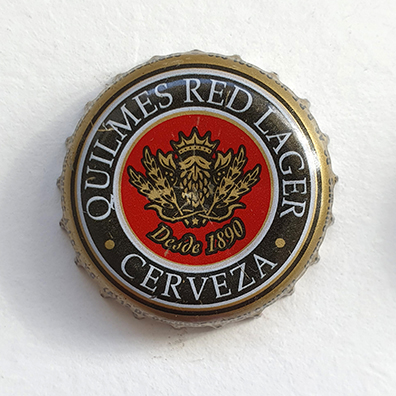 QUILMES RED LAGER
Desde 1890
CERVEZA